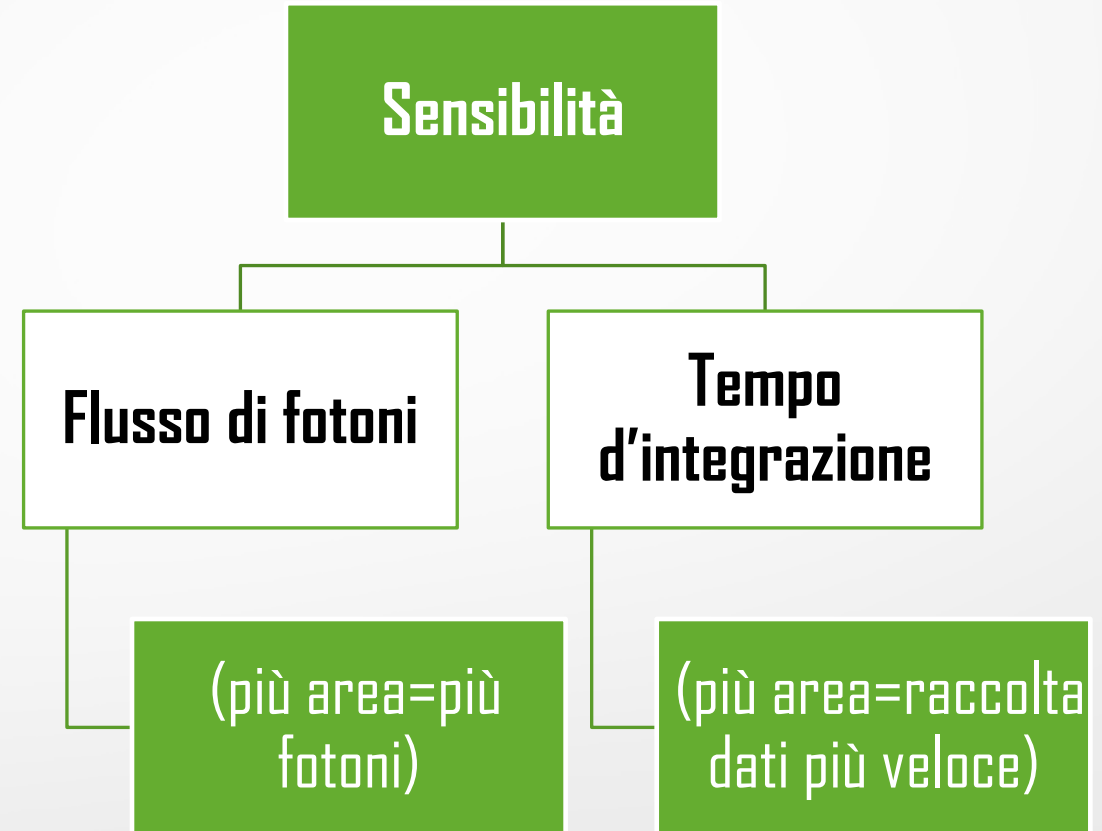 Sensibilità
Flusso di fotoni
Tempo
d’integrazione
(più area=più
fotoni)
(più area=raccolta
dati più veloce)